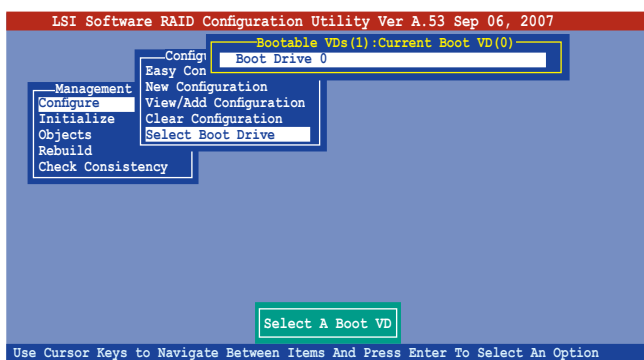 LSI Software RAID Configuration Utility Ver A.53 Sep 06, 2007
Bootable VDs(1):Current Boot VD(0)
Boot Drive 0
Config
Easy Con
New Configuration
View/Add Configuration
Clear Configuration
Select Boot Drive
Management
Configure
Initialize
Objects
Rebuild
Check Consistency
Select A Boot VD
Use Cursor Keys to Navigate Between Items And Press Enter To Select An Option